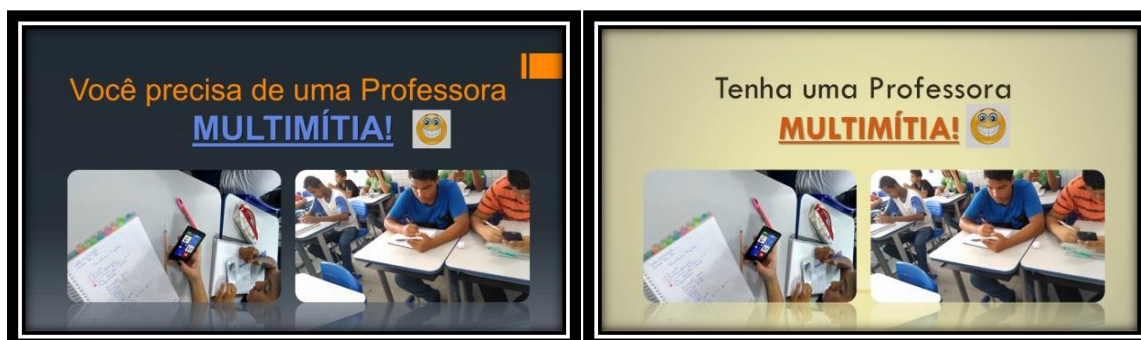 Você precisa de uma Professora
MULTIMÍTIA!
Tenha uma Professora
MULTIMÍTIA!